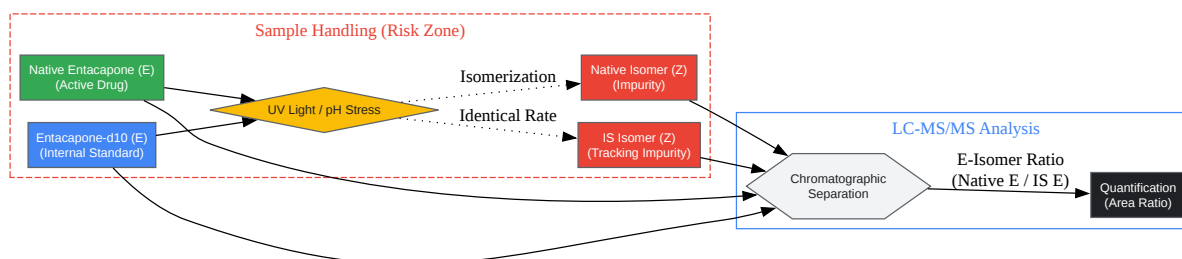 Sample Handling (Risk Zone)
Native Entacapone (E)
(Active Drug)
Entacapone-d10 (E)
(Internal Standard)
UV Light / pH Stress
Isomerization
Identical Rate
Native Isomer (Z)
(Impurity)
IS Isomer (Z)
(Tracking Impurity)
LC-MS/MS Analysis
Chromatographic
Separation
E-Isomer Ratio
(Native E / IS E)
Quantification
(Area Ratio)